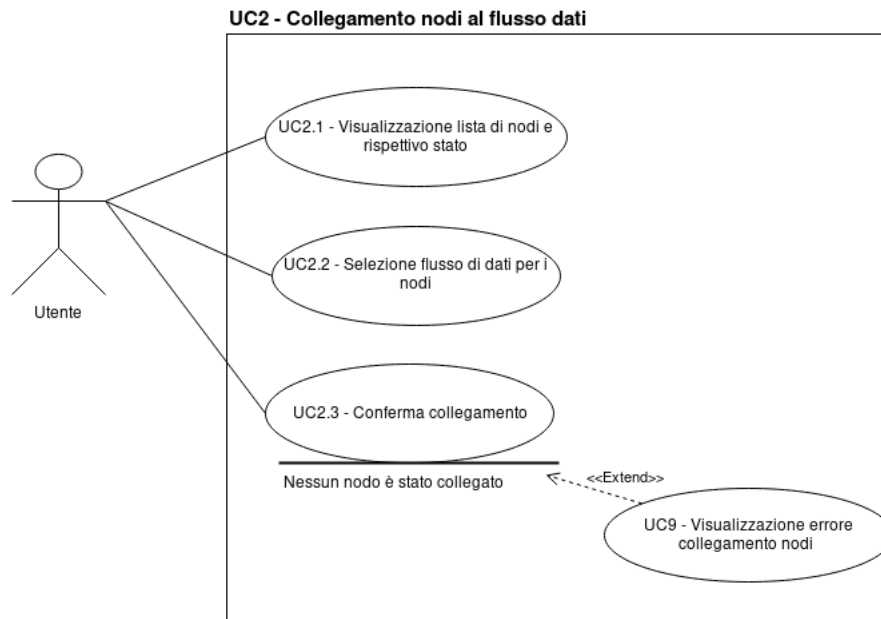 UC2 - Collegamento nodi al flusso dati
UC2.1 - Visualizzazione lista di nodi e
rispettivo stato
UC2.2 - Selezione flusso di dati per i
nodi
Utente
UC2.3 - Conferma collegamento
Nessun nodo è stato collegato
<<Extend>>
UC9 - Visualizzazione errore
collegamento nodi